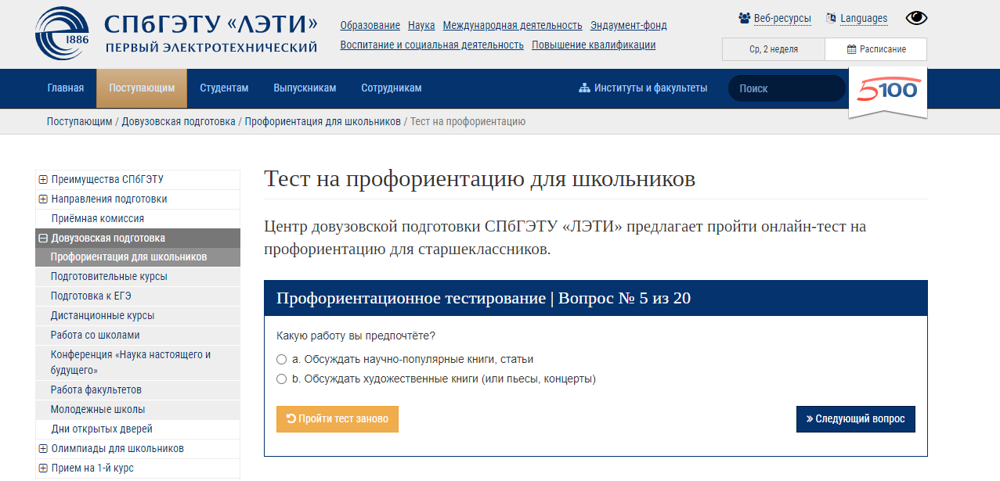 СПбГЭТУ «ЛЭТИ»
1886
ПЕРВЫЙ ЭЛЕКТРОТЕХНИЧЕСКИЙ
Образование Наука Международная деятельность Эндаумент-фонд
Воспитание и социальная деятельность Повышение квалификации
Веб-ресурсы Languages
Ср, 2 неделя Расписание
Главная Поступающим Студентам Выпускникам Сотрудникам Институты и факультеты Поиск 5100
Поступающим / Довузовская подготовка / Профориентация для школьников / Тест на профориентацию
Преимущества СПбГЭТУ
Направления подготовки
Приёмная комиссия
Довузовская подготовка
Профориентация для школьников
Подготовительные курсы
Подготовка к ЕГЭ
Дистанционные курсы
Работа со школами
Конференция «Наука настоящего и
будущего»
Работа факультетов
Молодежные школы
Дни открытых дверей
Олимпиады для школьников
Прием на 1-й курс
Тест на профориентацию для школьников
Центр довузовской подготовки СПбГЭТУ «ЛЭТИ» предлагает пройти онлайн-тест на
профориентацию для старшеклассников.
Профориентационное тестирование | Вопрос № 5 из 20
Какую работу вы предпочтёте?
a. Обсуждать научно-популярные книги, статьи
b. Обсуждать художественные книги (или пьесы, концерты)
Пройти тест заново
» Следующий вопрос